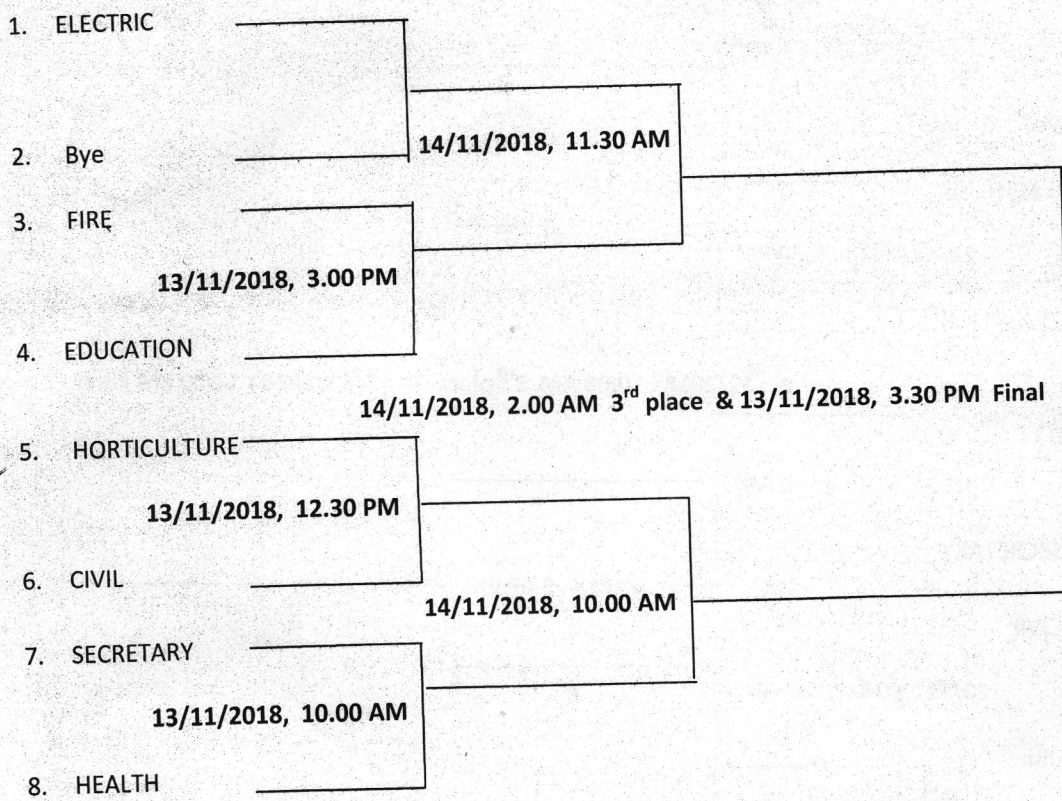 1. ELECTRIC
14/11/2018, 11.30 AM
2. Bye
3. FIRE
13/11/2018, 3.00 PM
4. EDUCATION
14/11/2018, 2.00 AM 3rd place & 13/11/2018, 3.30 PM Final
5. HORTICULTURE
13/11/2018, 12.30 PM
6. CIVIL
14/11/2018, 10.00 AM
7. SECRETARY
13/11/2018, 10.00 AM
8. HEALTH